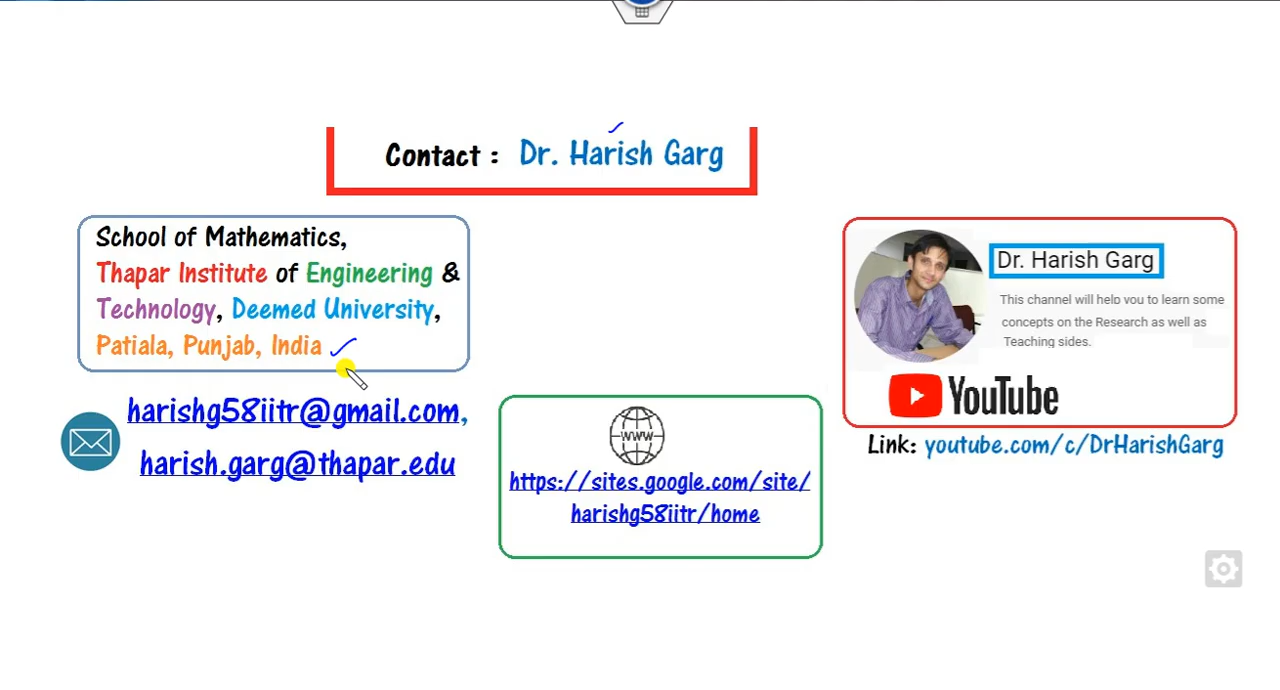 Contact : Dr. Harish Garg
School of Mathematics,
Thapar Institute of Engineering &
Technology, Deemed University,
Patiala, Punjab, India
harishg58iitr@gmail.com,
harish.garg@thapar.edu
www
https://sites.google.com/site/
harishg58iitr/home
Dr. Harish Garg
This channel will help you to learn some
concepts on the Research as well as
Teaching sides.
YouTube
Link: youtube.com/c/DrHarishGarg